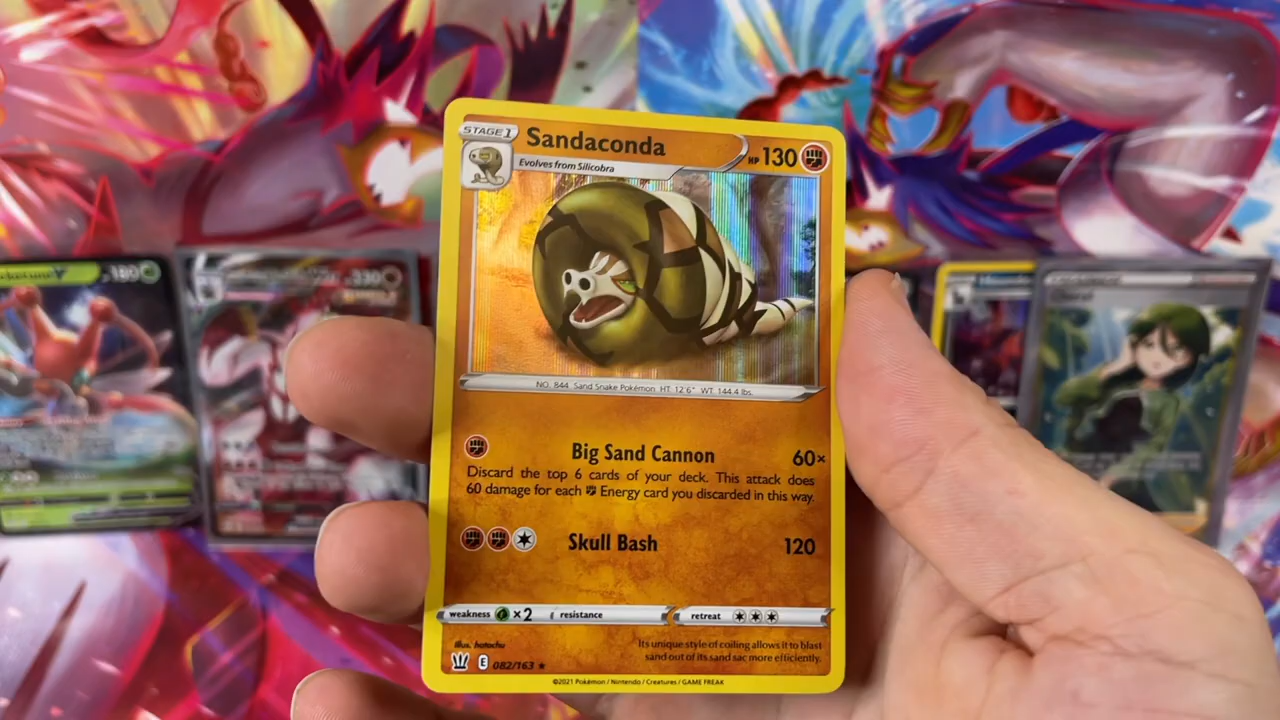 STAGE 1
Sandaconda
HP 130
Evolves from Silicobra
NO. 844 Sand Snake Pokémon HT: 12'6" WT: 144.4 lbs.
Big Sand Cannon 60×
Discard the top 6 cards of your deck. This attack does
60 damage for each Energy card you discarded in this way.
Skull Bash 120
weakness ×2 resistance retreat
Illus. hatachu
Its unique style of coiling allows it to blast
sand out of its sand sac more efficiently.
E 082/163 ★
©2021 Pokémon / Nintendo / Creatures / GAME FREAK
180
330